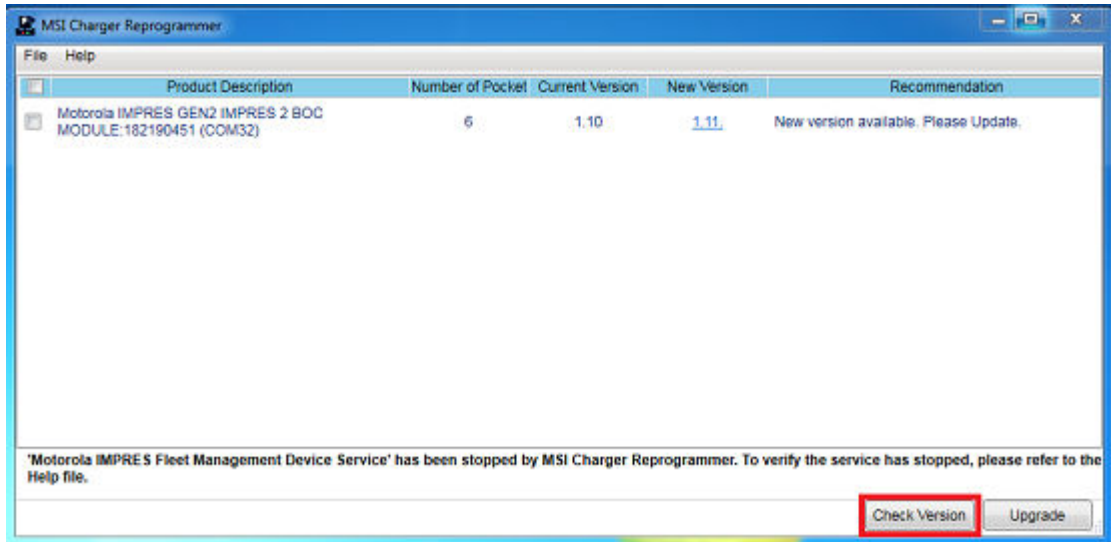 MSI Charger Reprogrammer
File Help
Product Description Number of Pocket Current Version New Version Recommendation
Motorola IMPRES GEN2 IMPRES 2 BOC
MODULE:182190451 (COM32) 6 1.10 1.11. New version available. Please Update.
'Motorola IMPRES Fleet Management Device Service' has been stopped by MSI Charger Reprogrammer. To verify the service has stopped, please refer to the
Help file.
Check Version Upgrade